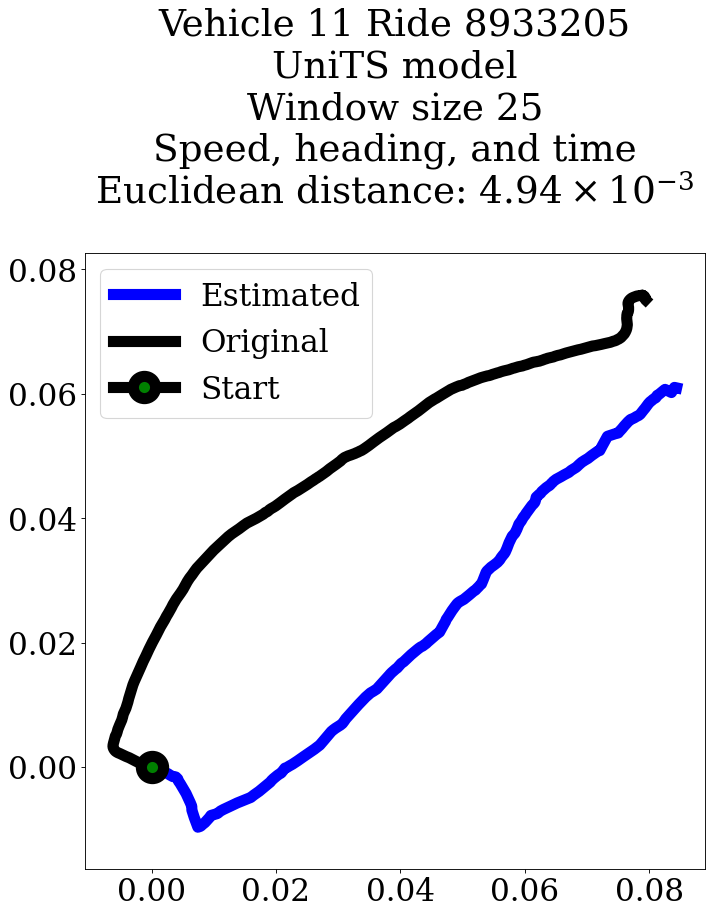 Vehicle 11 Ride 8933205
UniTS model
Window size 25
Speed, heading, and time
Euclidean distance: 4.94 × 10⁻³
Estimated
Original
Start
0.08
0.06
0.04
0.02
0.00
0.00 0.02 0.04 0.06 0.08